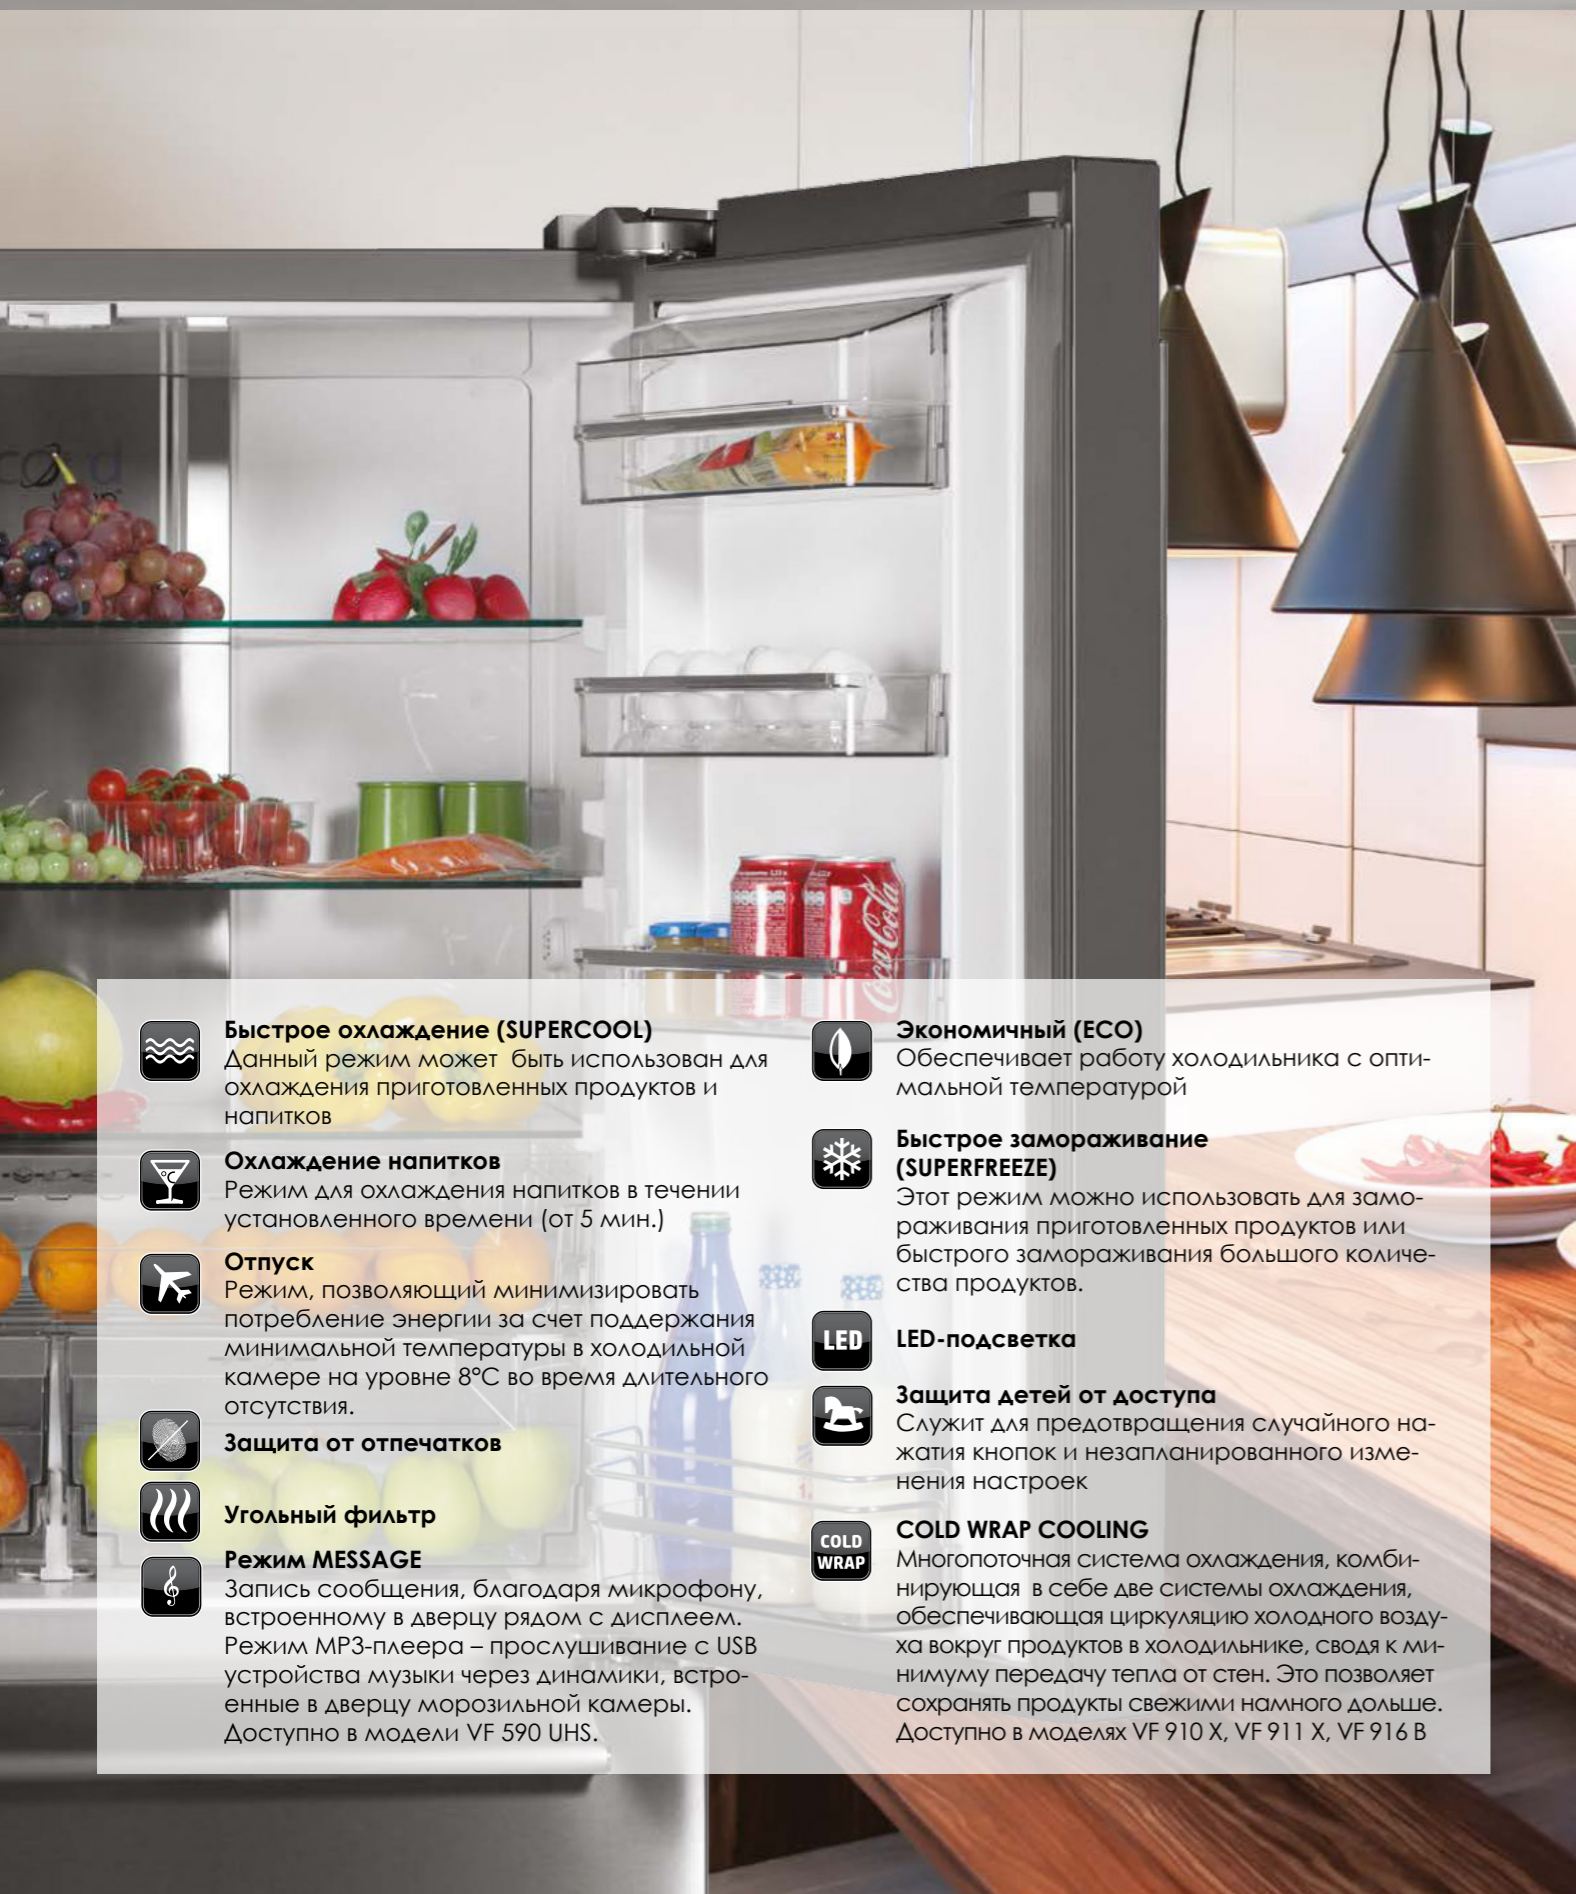 Coca-Cola
Быстрое охлаждение (SUPERCOOL)
Данный режим может быть использован для
охлаждения приготовленных продуктов и
напитков
°C
Охлаждение напитков
Режим для охлаждения напитков в течении
установленного времени (от 5 мин.)
Отпуск
Режим, позволяющий минимизировать
потребление энергии за счет поддержания
минимальной температуры в холодильной
камере на уровне 8°C во время длительного
отсутствия.
Защита от отпечатков
Угольный фильтр
Режим MESSAGE
Запись сообщения, благодаря микрофону,
встроенному в дверцу рядом с дисплеем.
Режим MP3-плеера – прослушивание с USB
устройства музыки через динамики, встро-
енные в дверцу морозильной камеры.
Доступно в модели VF 590 UHS.
Экономичный (ECO)
Обеспечивает работу холодильника с опти-
мальной температурой
Быстрое замораживание
(SUPERFREEZE)
Этот режим можно использовать для замо-
раживания приготовленных продуктов или
быстрого замораживания большого количе-
ства продуктов.
LED
LED-подсветка
Защита детей от доступа
Служит для предотвращения случайного на-
жатия кнопок и незапланированного изме-
нения настроек
COLD
WRAP
COLD WRAP COOLING
Многопоточная система охлаждения, комби-
нирующая в себе две системы охлаждения,
обеспечивающая циркуляцию холодного возду-
ха вокруг продуктов в холодильнике, сводя к ми-
нимуму передачу тепла от стен. Это позволяет
сохранять продукты свежими намного дольше.
Доступно в моделях VF 910 X, VF 911 X, VF 916 B